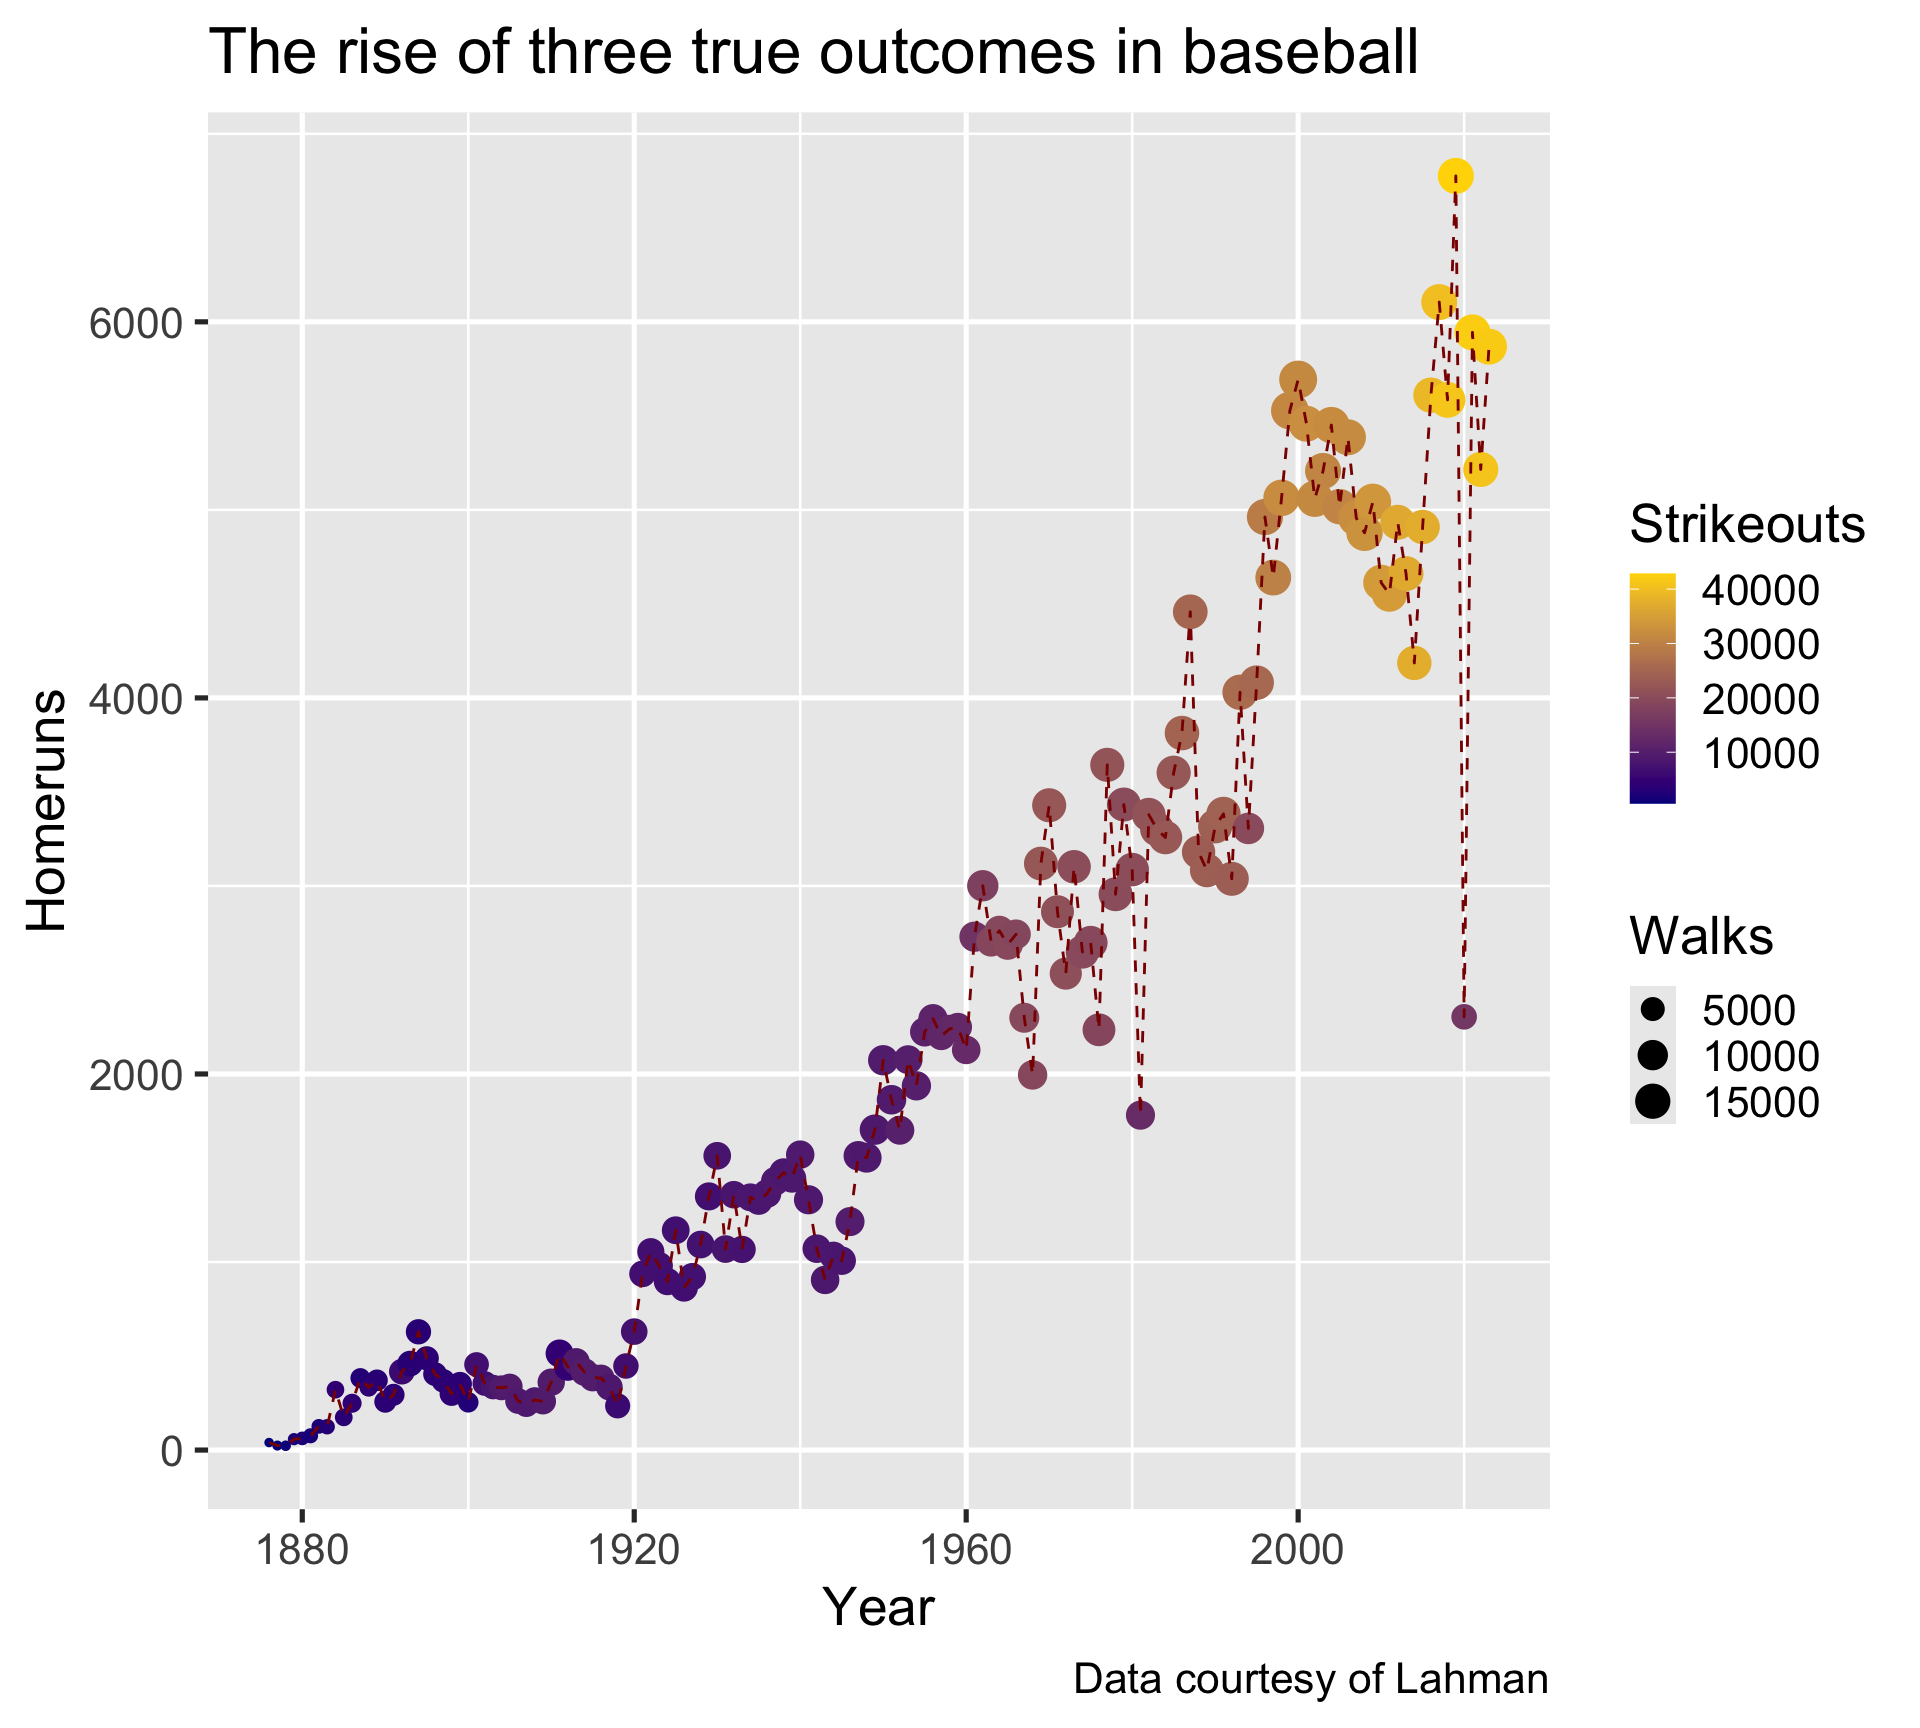 The rise of three true outcomes in baseball
Homeruns
6000
4000
2000
0
1880
1920
1960
2000
Year
Strikeouts
40000
30000
20000
10000
Walks
5000
10000
15000
Data courtesy of Lahman